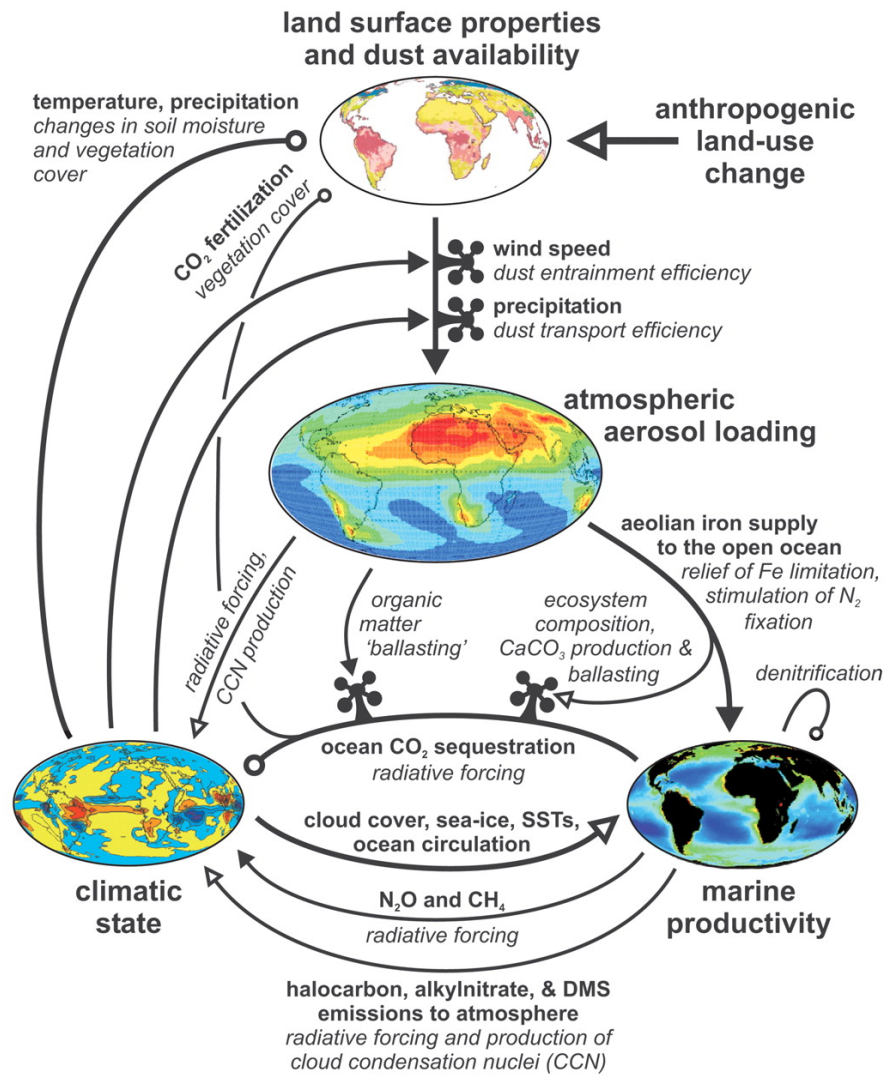 land surface properties
and dust availability
temperature, precipitation
changes in soil moisture
and vegetation
cover
anthropogenic
land-use
change
CO₂ fertilization
vegetation cover
wind speed
dust entrainment efficiency
precipitation
dust transport efficiency
atmospheric
aerosol loading
aeolian iron supply
to the open ocean
relief of Fe limitation,
stimulation of N₂
fixation
radiative forcing,
CCN production
organic
matter
‘ballasting’
ecosystem
composition,
CaCO₃ production &
ballasting
denitrification
ocean CO₂ sequestration
radiative forcing
cloud cover, sea-ice, SSTs,
ocean circulation
climatic
state
marine
productivity
N₂O and CH₄
radiative forcing
halocarbon, alkylnitrate, & DMS
emissions to atmosphere
radiative forcing and production of
cloud condensation nuclei (CCN)